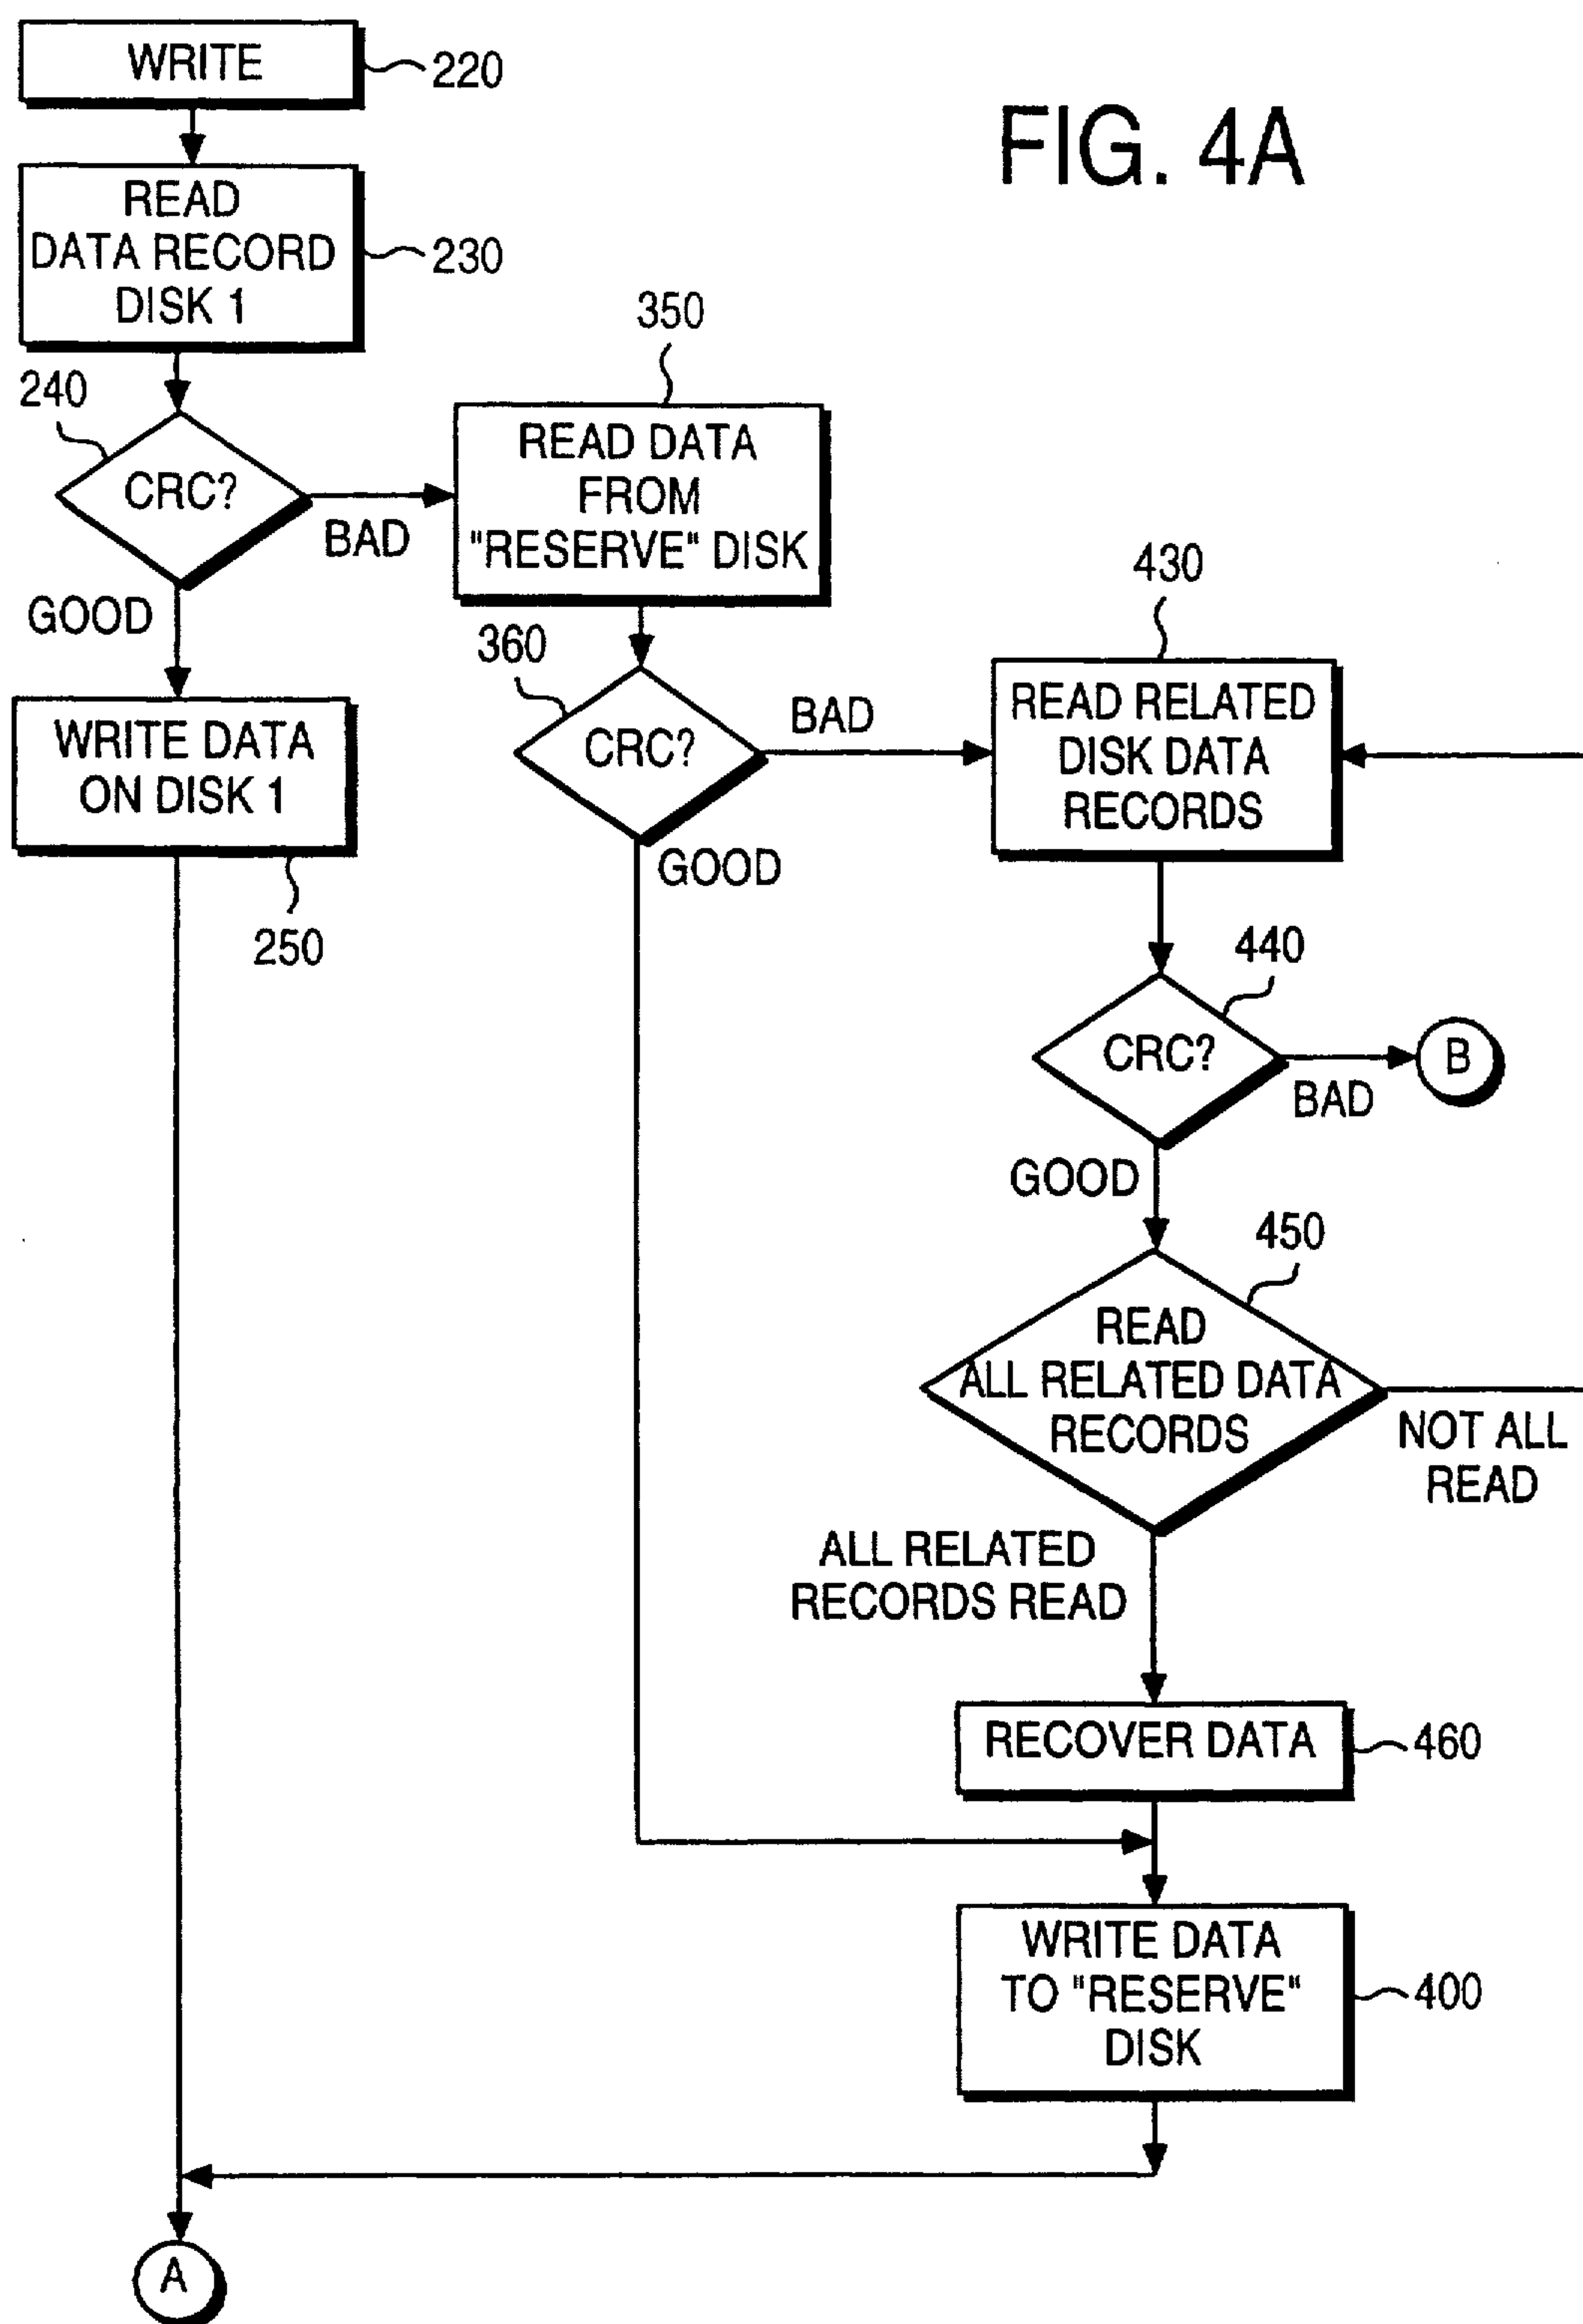 WRITE
220
FIG. 4A
READ
DATA RECORD
DISK 1
230
240
CRC?
BAD
GOOD
350
READ DATA
FROM
"RESERVE" DISK
360
CRC?
BAD
GOOD
430
READ RELATED
DISK DATA
RECORDS
WRITE DATA
ON DISK 1
250
440
CRC?
BAD
B
GOOD
450
READ
ALL RELATED DATA
RECORDS
NOT ALL
READ
ALL RELATED
RECORDS READ
RECOVER DATA
460
WRITE DATA
TO "RESERVE"
DISK
400
A